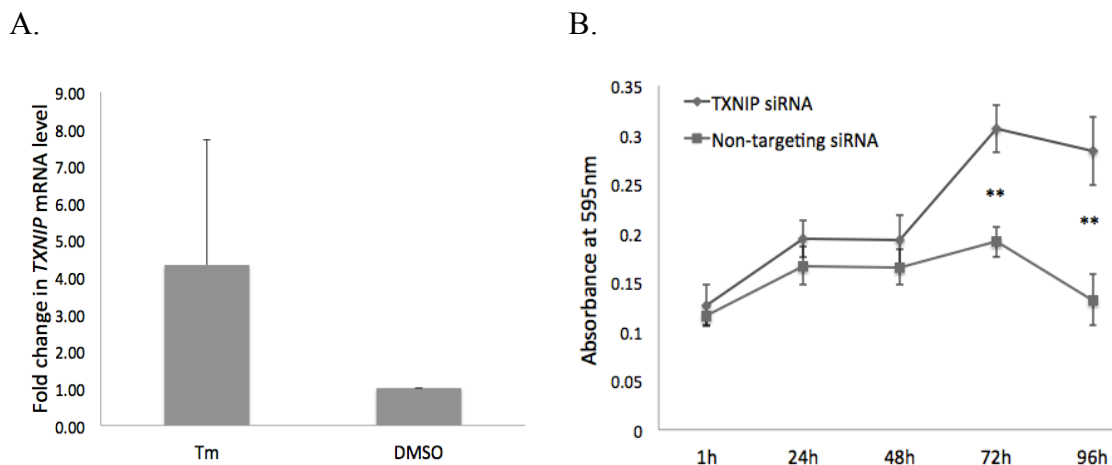 A.
Fold change in TXNIP mRNA level
9.00
8.00
7.00
6.00
5.00
4.00
3.00
2.00
1.00
0.00
Tm
DMSO
B.
Absorbance at 595nm
0.35
0.3
0.25
0.2
0.15
0.1
0.05
0
TXNIP siRNA
Non-targeting siRNA
**
**
1h
24h
48h
72h
96h